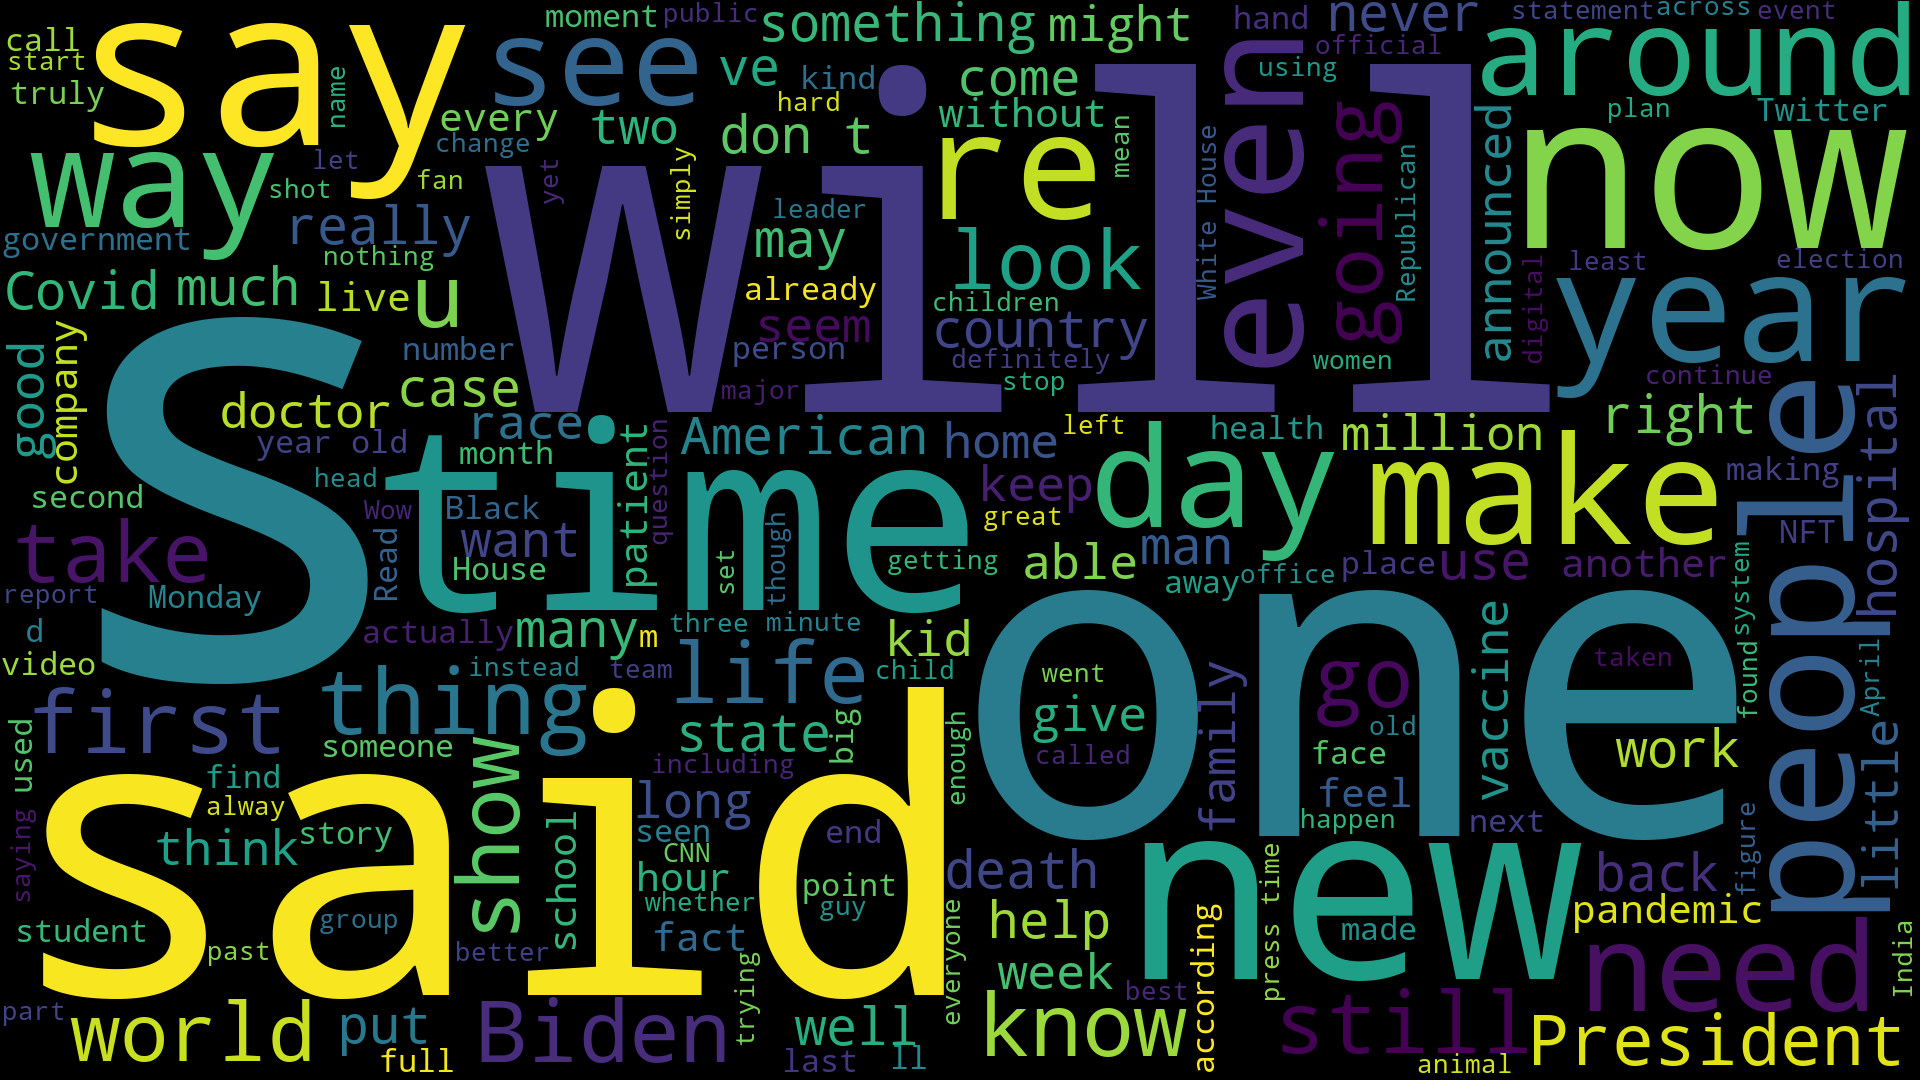 say
will
S
time
said
one
new
now
people
make
day
year
around
even
going
re
see
way
look
know
need
still
President
Biden
world
show
life
thing
first
take
call
start
truly
name
moment
public
something
might
hand
never
statement
across
event
official
using
plan
Twitter
ve
kind
hard
come
without
every
two
don t
change
let
shot
fan
yet
simply
mean
White House
Republican
announced
digital
least
election
government
really
nothing
leader
may
already
children
Covid
much
live
u
seem
country
number
person
definitely
women
stop
continue
good
company
doctor
case
major
right
year old
race
American
home
left
health
million
hospital
month
patient
question
keep
making
second
head
Wow
Black
Read
want
House
great
set
though
getting
able
man
NFT
place
use
another
away
office
system
report
Monday
d
video
actually
many
m
three
minute
kid
instead
team
child
went
give
family
go
old
taken
vaccine
found
April
little
used
someone
state
big
including
enough
called
face
work
find
alway
story
think
saying
school
long
seen
CNN
hour
whether
end
point
guy
feel
happen
next
figure
death
back
pandemic
student
group
past
better
fact
trying
everyone
help
week
best
according
press time
made
India
part
put
full
well
last
ll
animal